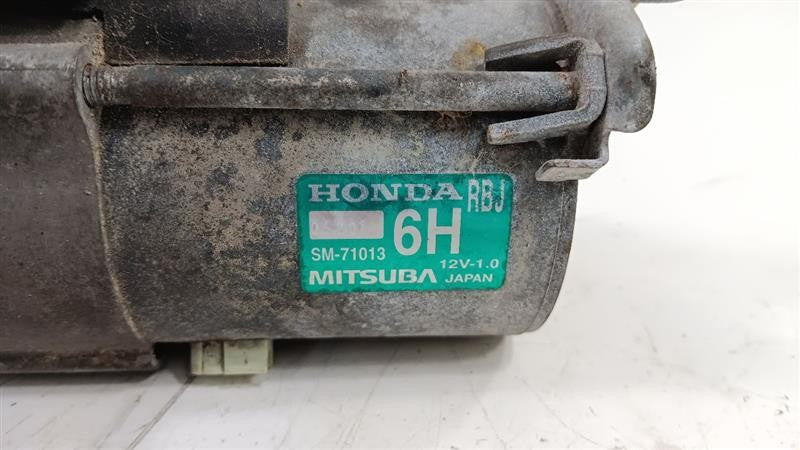 HONDA RBJ
6H
SM-71013 12V-1.0
MITSUBA JAPAN